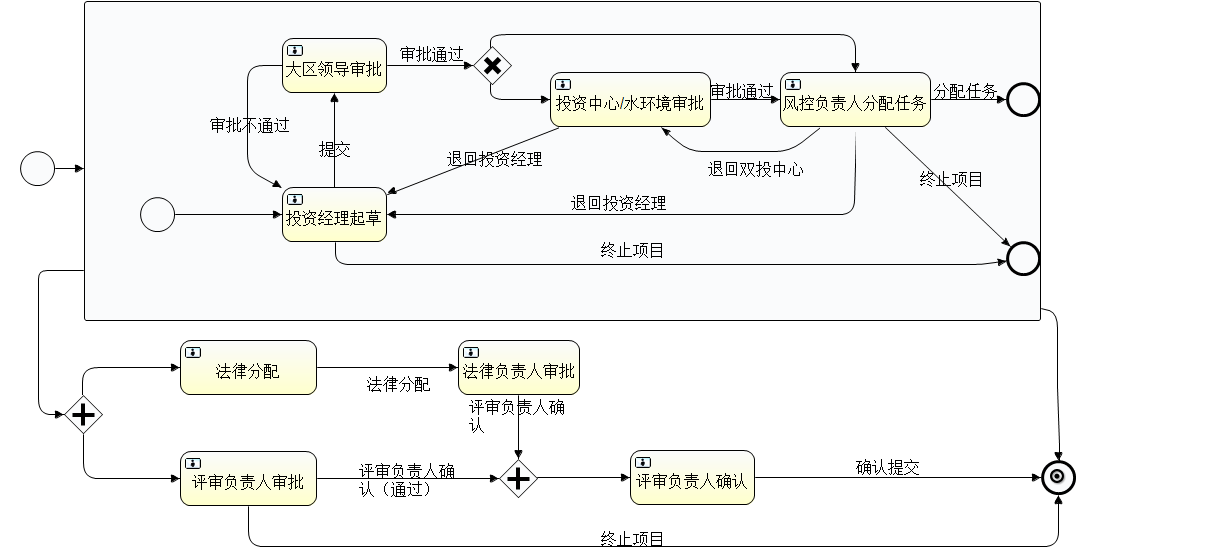 审批通过
大区领导审批
审批通过
分配任务
投资中心/水环境审批
风控负责人分配任务
审批不通过
提交
退回投资经理
退回双投中心
终止项目
退回投资经理
投资经理起草
终止项目
法律分配
法律负责人审批
法律分配
评审负责人确
认
评审负责人确
认（通过）
确认提交
评审负责人审批
评审负责人确认
终止项目